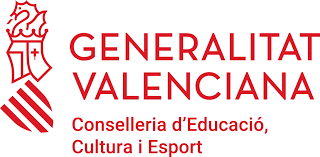 GENERALITAT
VALENCIANA
Conselleria d'Educació,
Cultura i Esport